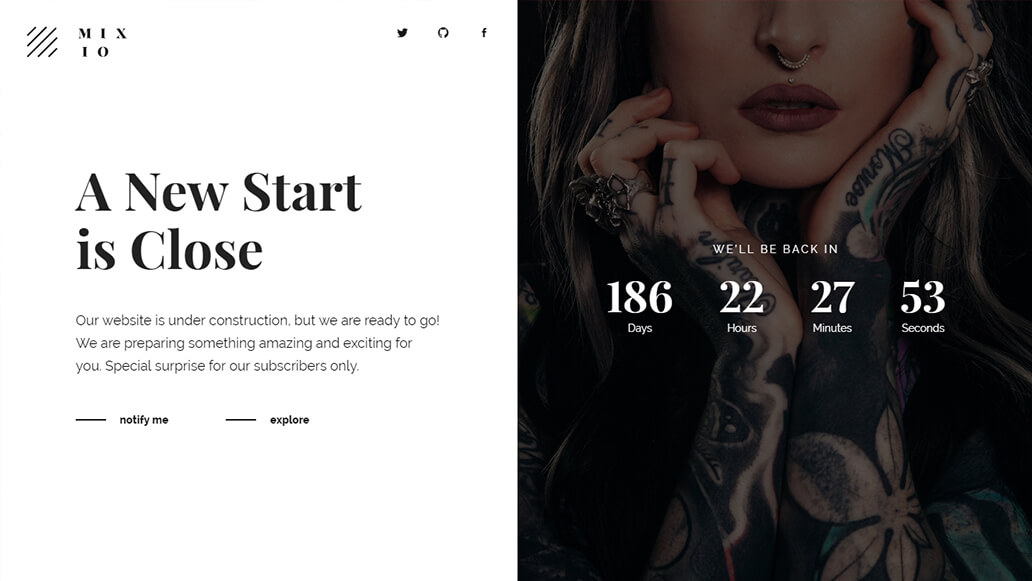 MIX
IO
A New Start
is Close
Our website is under construction, but we are ready to go!
We are preparing something amazing and exciting for
you. Special surprise for our subscribers only.
notify me
explore
WE'LL BE BACK IN
186 22 27 53
Days Hours Minutes Seconds
Monroe